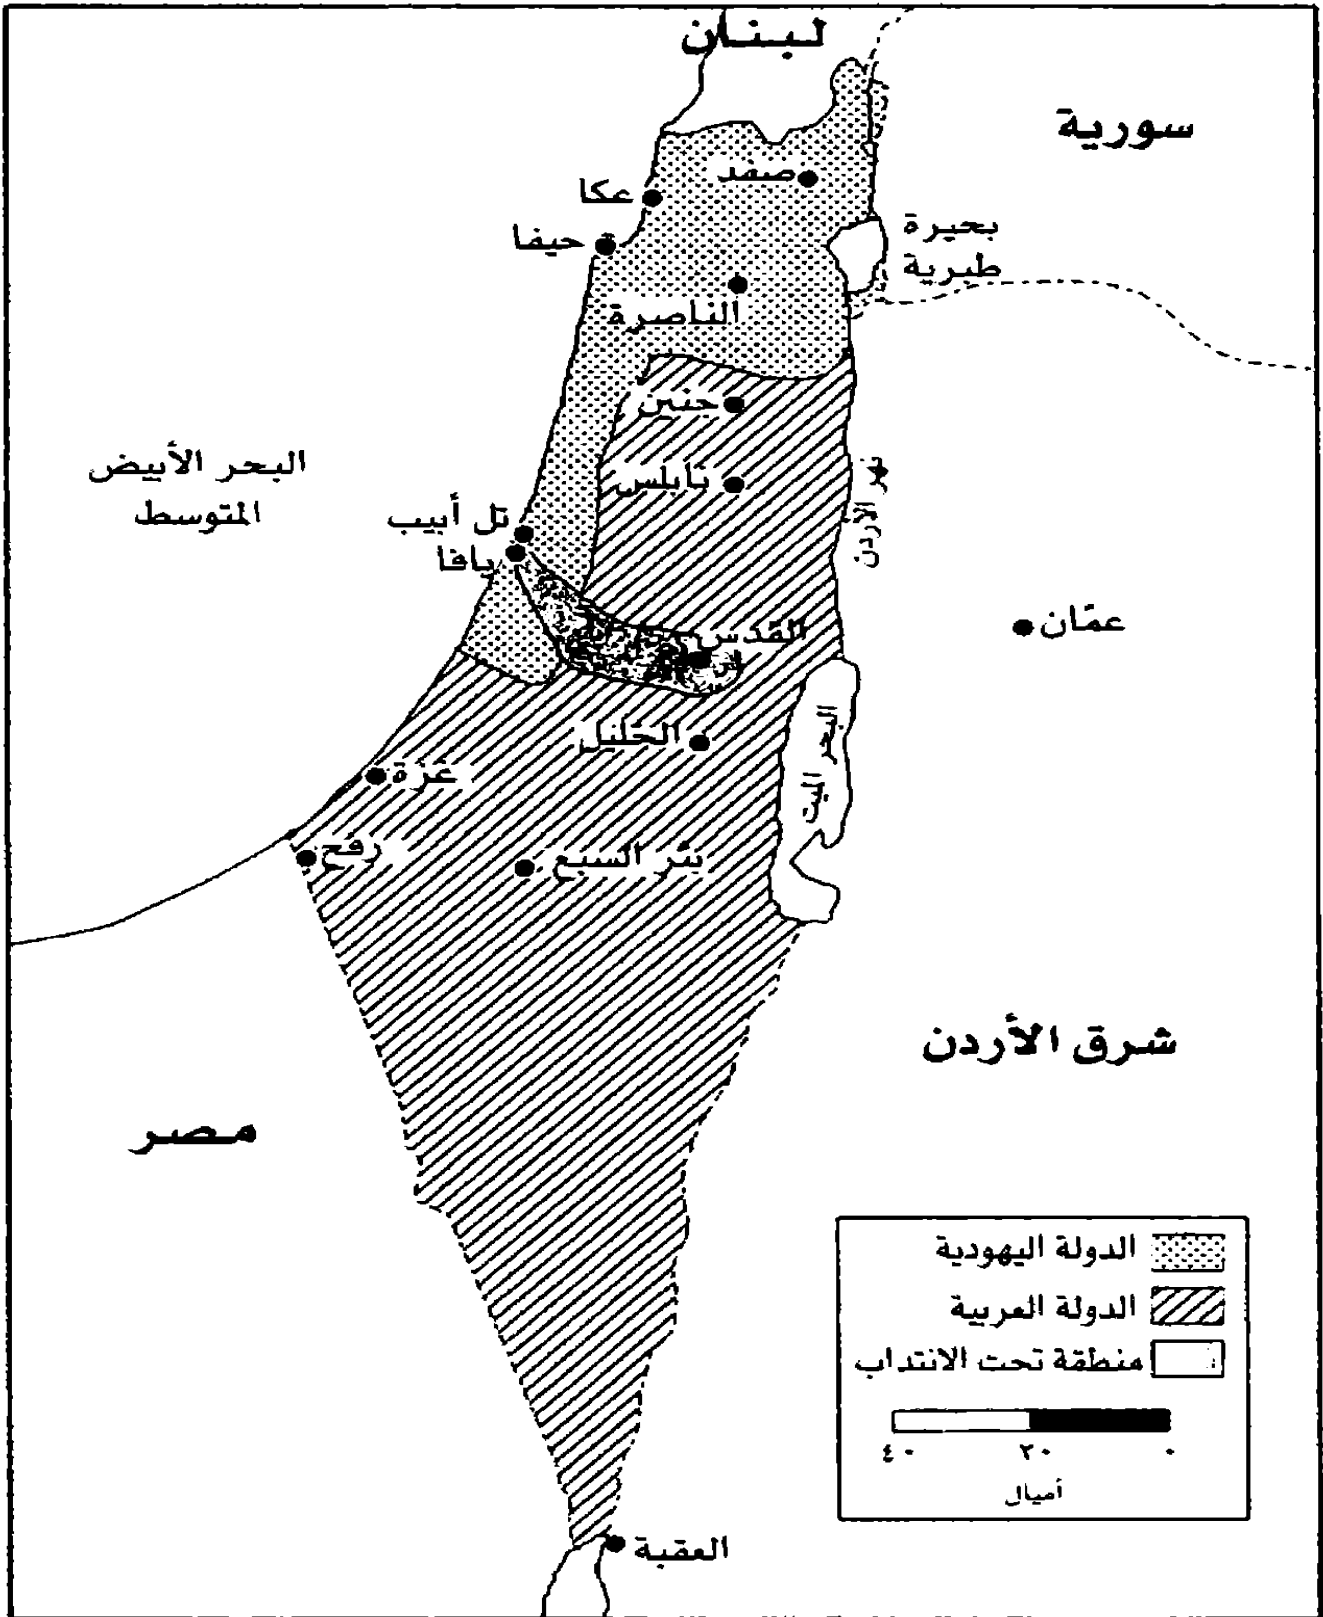 لبنان
سورية
صفد
عكا
بحيرة
طبرية
حيفا
الناصرة
جنين
البحر الأبيض
المتوسط
نابلس
نهر الأردن
تل أبيب
يافا
عمّان
القدس
البحر الميت
الخليل
غزة
رفح
بئر السبع
شرق الأردن
مصر
الدولة اليهودية
الدولة العربية
منطقة تحت الانتداب
٤٠ ٢٠ ٠
أميال
العقبة